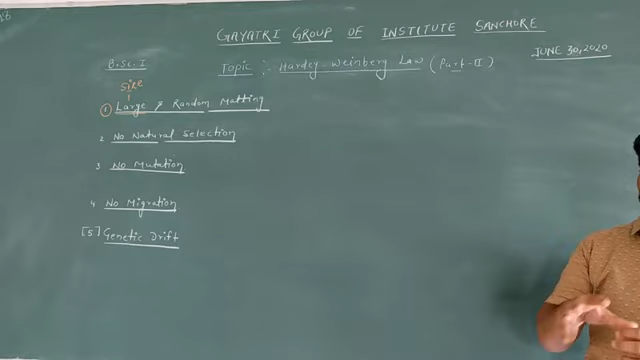 GAYATRI GROUP OF INSTITUTE SANCHORE
JUNE 30, 2020
B.Sc. I
Topic :- Hardey-Weinberg Law (Part-II)
Size
① Large & Random Matting
2 No Natural Selection
3 No Mutation
4 No Migration
[5] Genetic Drift